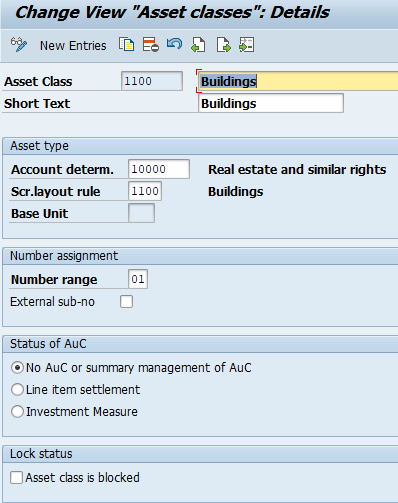 Change View "Asset classes": Details
New Entries
Asset Class 1100 Buildings
Short Text Buildings
Asset type
Account determ. 10000 Real estate and similar rights
Scr.layout rule 1100 Buildings
Base Unit
Number assignment
Number range 01
External sub-no
Status of AuC
No AuC or summary management of AuC
Line item settlement
Investment Measure
Lock status
Asset class is blocked